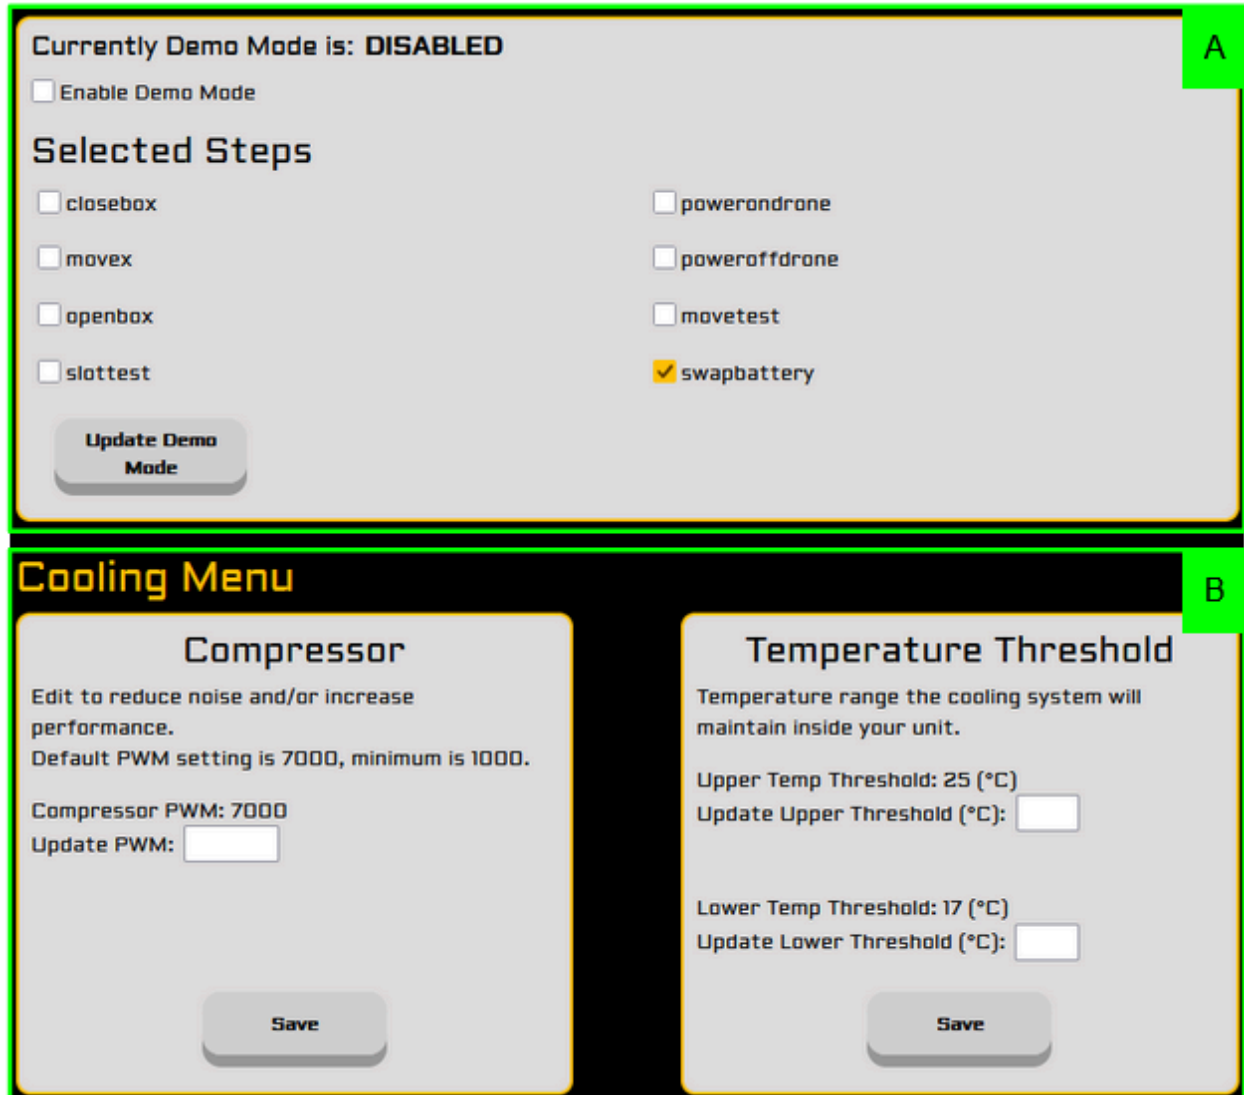 A
Currently Demo Mode is: DISABLED
Enable Demo Mode
Selected Steps
closebox
powerondrone
movex
poweroffdrone
openbox
movetest
slottest
swapbattery
Update Demo
Mode
B
Cooling Menu
Compressor
Edit to reduce noise and/or increase
performance.
Default PWM setting is 7000, minimum is 1000.
Compressor PWM: 7000
Update PWM:
Save
Temperature Threshold
Temperature range the cooling system will
maintain inside your unit.
Upper Temp Threshold: 25 (°C)
Update Upper Threshold (°C):
Lower Temp Threshold: 17 (°C)
Update Lower Threshold (°C):
Save